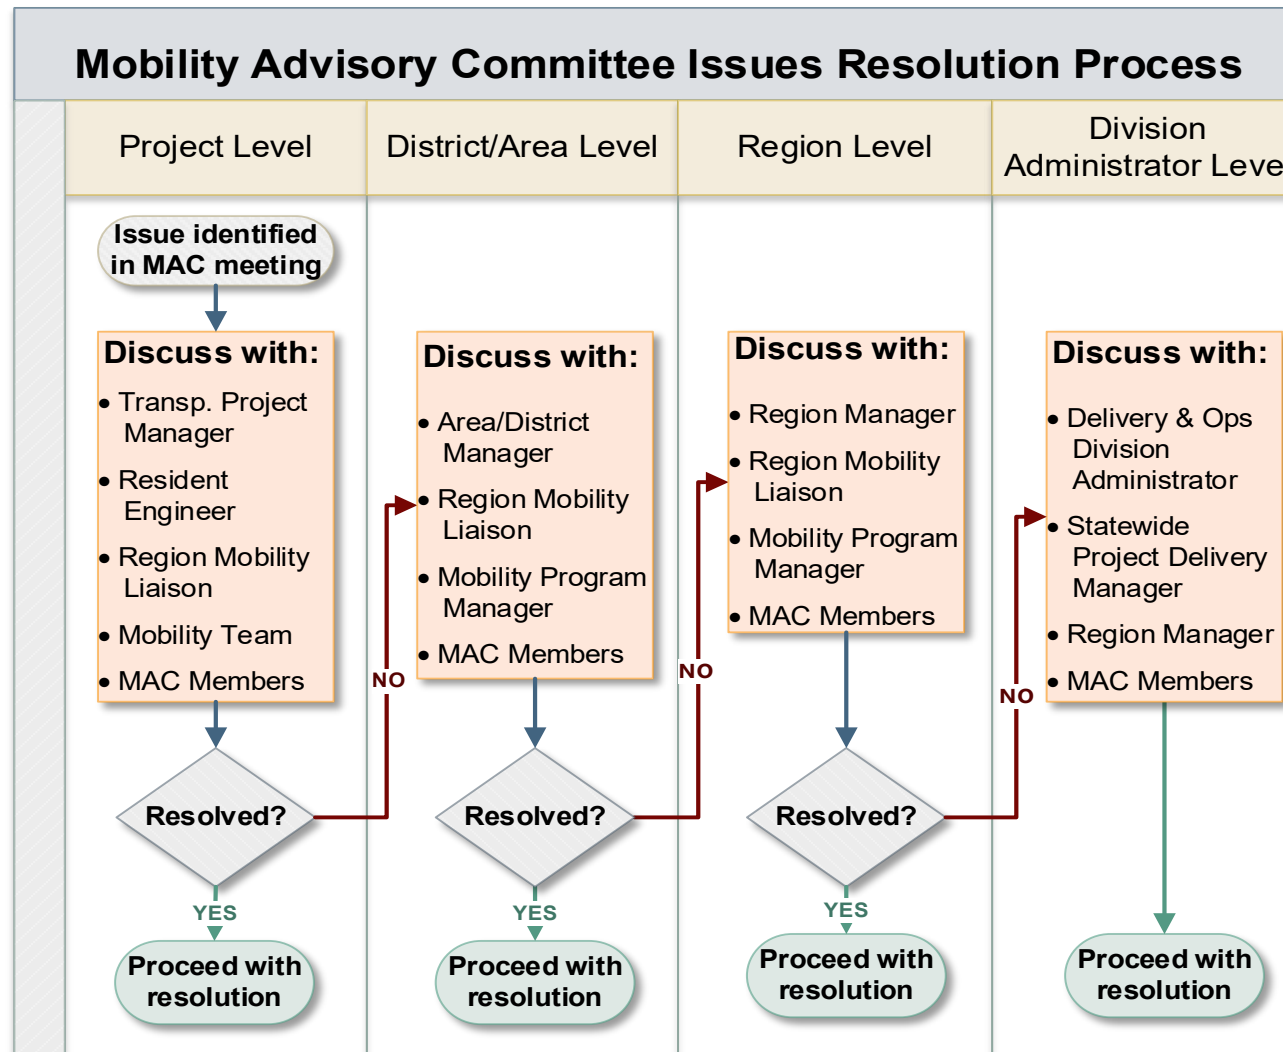 Mobility Advisory Committee Issues Resolution Process
Project Level
District/Area Level
Region Level
Division
Administrator Leve
Issue identified
in MAC meeting
Discuss with:
• Transp. Project
Manager
• Resident
Engineer
• Region Mobility
Liaison
• Mobility Team
• MAC Members
Resolved?
NO
YES
Proceed with
resolution
Discuss with:
• Area/District
Manager
• Region Mobility
Liaison
• Mobility Program
Manager
• MAC Members
Resolved?
NO
YES
Proceed with
resolution
Discuss with:
• Region Manager
• Region Mobility
Liaison
• Mobility Program
Manager
• MAC Members
Resolved?
NO
YES
Proceed with
resolution
Discuss with:
• Delivery & Ops
Division
Administrator
• Statewide
Project Delivery
Manager
• Region Manager
• MAC Members
Proceed with
resolution